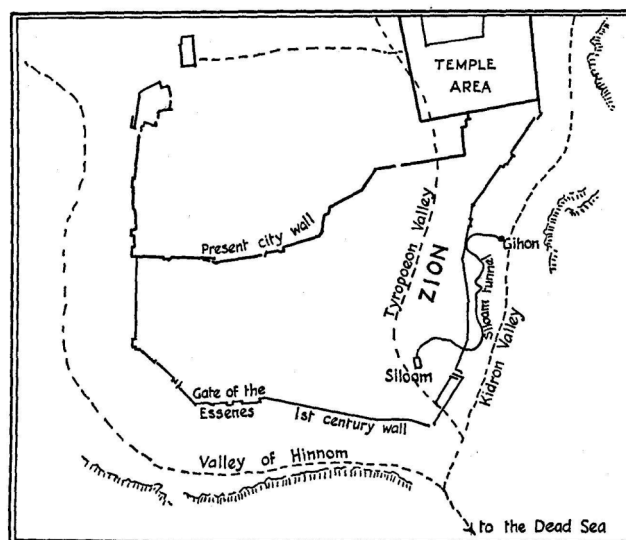 TEMPLE
AREA
Present city wall
Tyropoeon Valley
ZION
Gihon
Siloam tunnel
Kidron Valley
Siloam
Gate of the
Essenes
1st century wall
Valley of Hinnom
to the Dead Sea